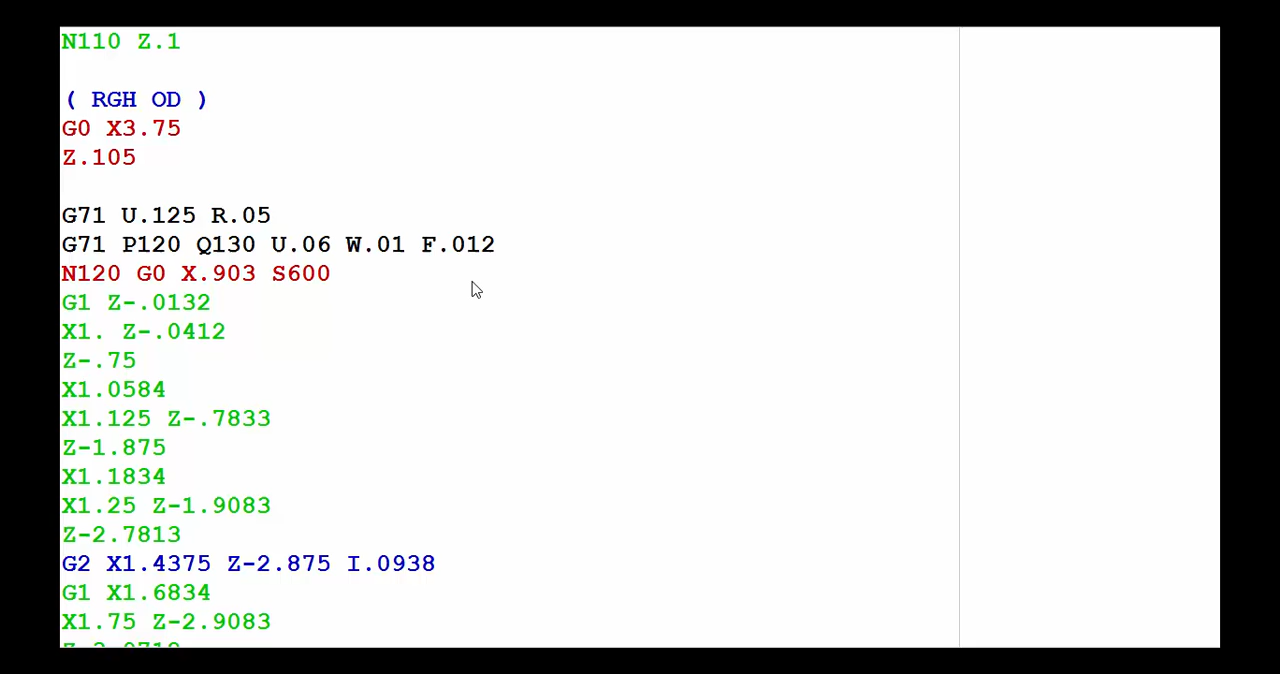 N110 Z.1
( RGH OD )
G0 X3.75
Z.105
G71 U.125 R.05
G71 P120 Q130 U.06 W.01 F.012
N120 G0 X.903 S600
G1 Z-.0132
X1. Z-.0412
Z-.75
X1.0584
X1.125 Z-.7833
Z-1.875
X1.1834
X1.25 Z-1.9083
Z-2.7813
G2 X1.4375 Z-2.875 I.0938
G1 X1.6834
X1.75 Z-2.9083